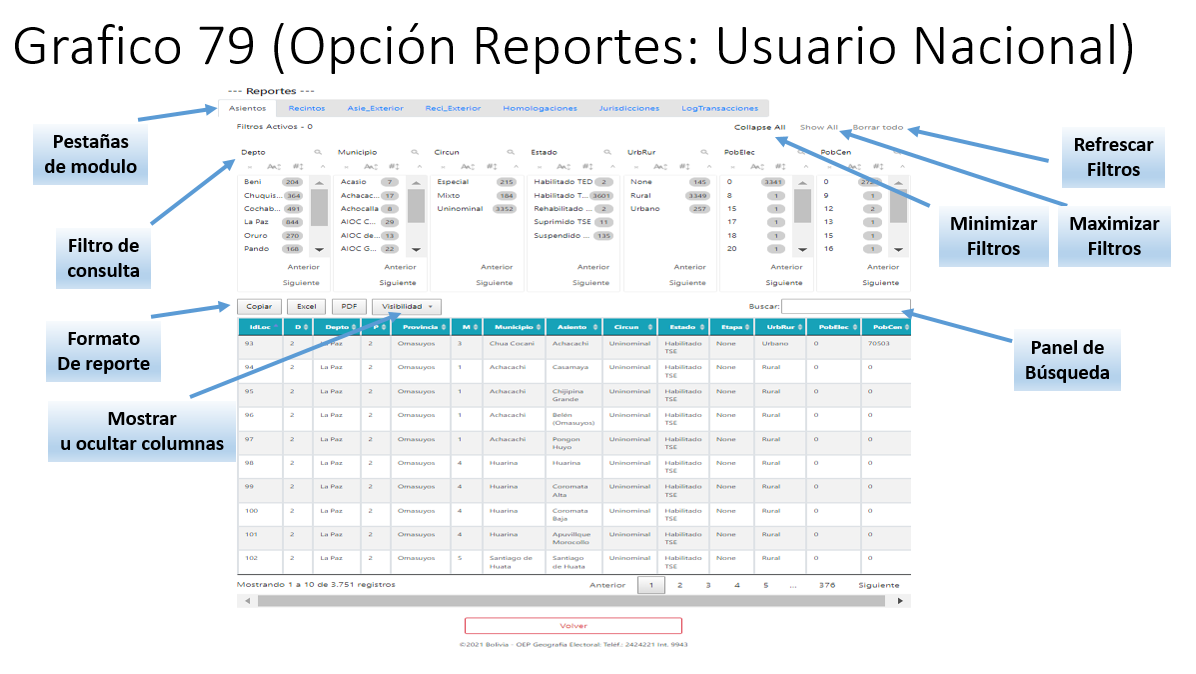 Grafico 79 (Opción Reportes: Usuario Nacional)
--- Reportes ---
Asientos Recintos Asie_Exterior Reci_Exterior Homologaciones Jurisdicciones LogTransacciones
Filtros Activos - 0
Collapse All Show All Borrar todo
Pestañas
de modulo
Refrescar
Filtros
Minimizar
Filtros
Maximizar
Filtros
Filtro de
consulta
Depto Municipio Circun Estado UrbRur PobElec PobCen
Beni 204 Acasio 7 Especial 215 Habilitado TED 2 None 145 0 3341 0
Chuquis... 364 Achacac... 17 Mixto 184 Habilitado T... 3601 Rural 3349 8 1 9 1
Cochab... 491 Achocalla 8 Uninominal 3352 Rehabilitado ... 2 Urbano 257 15 1 12 2
La Paz 844 AIOC C... 29 Suprimido TSE 11 17 1 13 1
Oruro 270 AIOC de... 13 Suspendido ... 135 18 1 15 1
Pando 168 AIOC G... 22 20 1 16 1
Anterior Anterior Anterior Anterior Anterior Anterior Anterior
Siguiente Siguiente Siguiente Siguiente Siguiente Siguiente Siguiente
Formato
De reporte
Copiar Excel PDF Visibilidad Buscar:
Panel de
Búsqueda
Mostrar
u ocultar columnas
IdLoc D Depto P Provincia M Municipio Asiento Circun Estado Etapa UrbRur PobElec PobCen
93 2 La Paz 2 Omasuyos 3 Chua Cocani Achacachi Uninominal Habilitado TSE None Urbano 0 70503
94 2 La Paz 2 Omasuyos 1 Achacachi Casamaya Uninominal Habilitado TSE None Rural 0 0
95 2 La Paz 2 Omasuyos 1 Achacachi Chijipina Grande Uninominal Habilitado TSE None Rural 0 0
96 2 La Paz 2 Omasuyos 1 Achacachi Belén (Omasuyos) Uninominal Habilitado TSE None Rural 0 0
97 2 La Paz 2 Omasuyos 1 Achacachi Pongon Huyo Uninominal Habilitado TSE None Rural 0 0
98 2 La Paz 2 Omasuyos 4 Huarina Huarina Uninominal Habilitado TSE None Rural 0 0
99 2 La Paz 2 Omasuyos 4 Huarina Coromata Alta Uninominal Habilitado TSE None Rural 0 0
100 2 La Paz 2 Omasuyos 4 Huarina Coromata Baja Uninominal Habilitado TSE None Rural 0 0
101 2 La Paz 2 Omasuyos 4 Huarina Apuvillque Morocollo Uninominal Habilitado TSE None Rural 0 0
102 2 La Paz 2 Omasuyos 5 Santiago de Huata Santiago de Huata Uninominal Habilitado TSE None Rural 0 0
Mostrando 1 a 10 de 3.751 registros
Anterior 1 2 3 4 5 ... 376 Siguiente
Volver
©2021 Bolivia - OEP Geografía Electoral: Teléf.: 2424221 Int. 9943